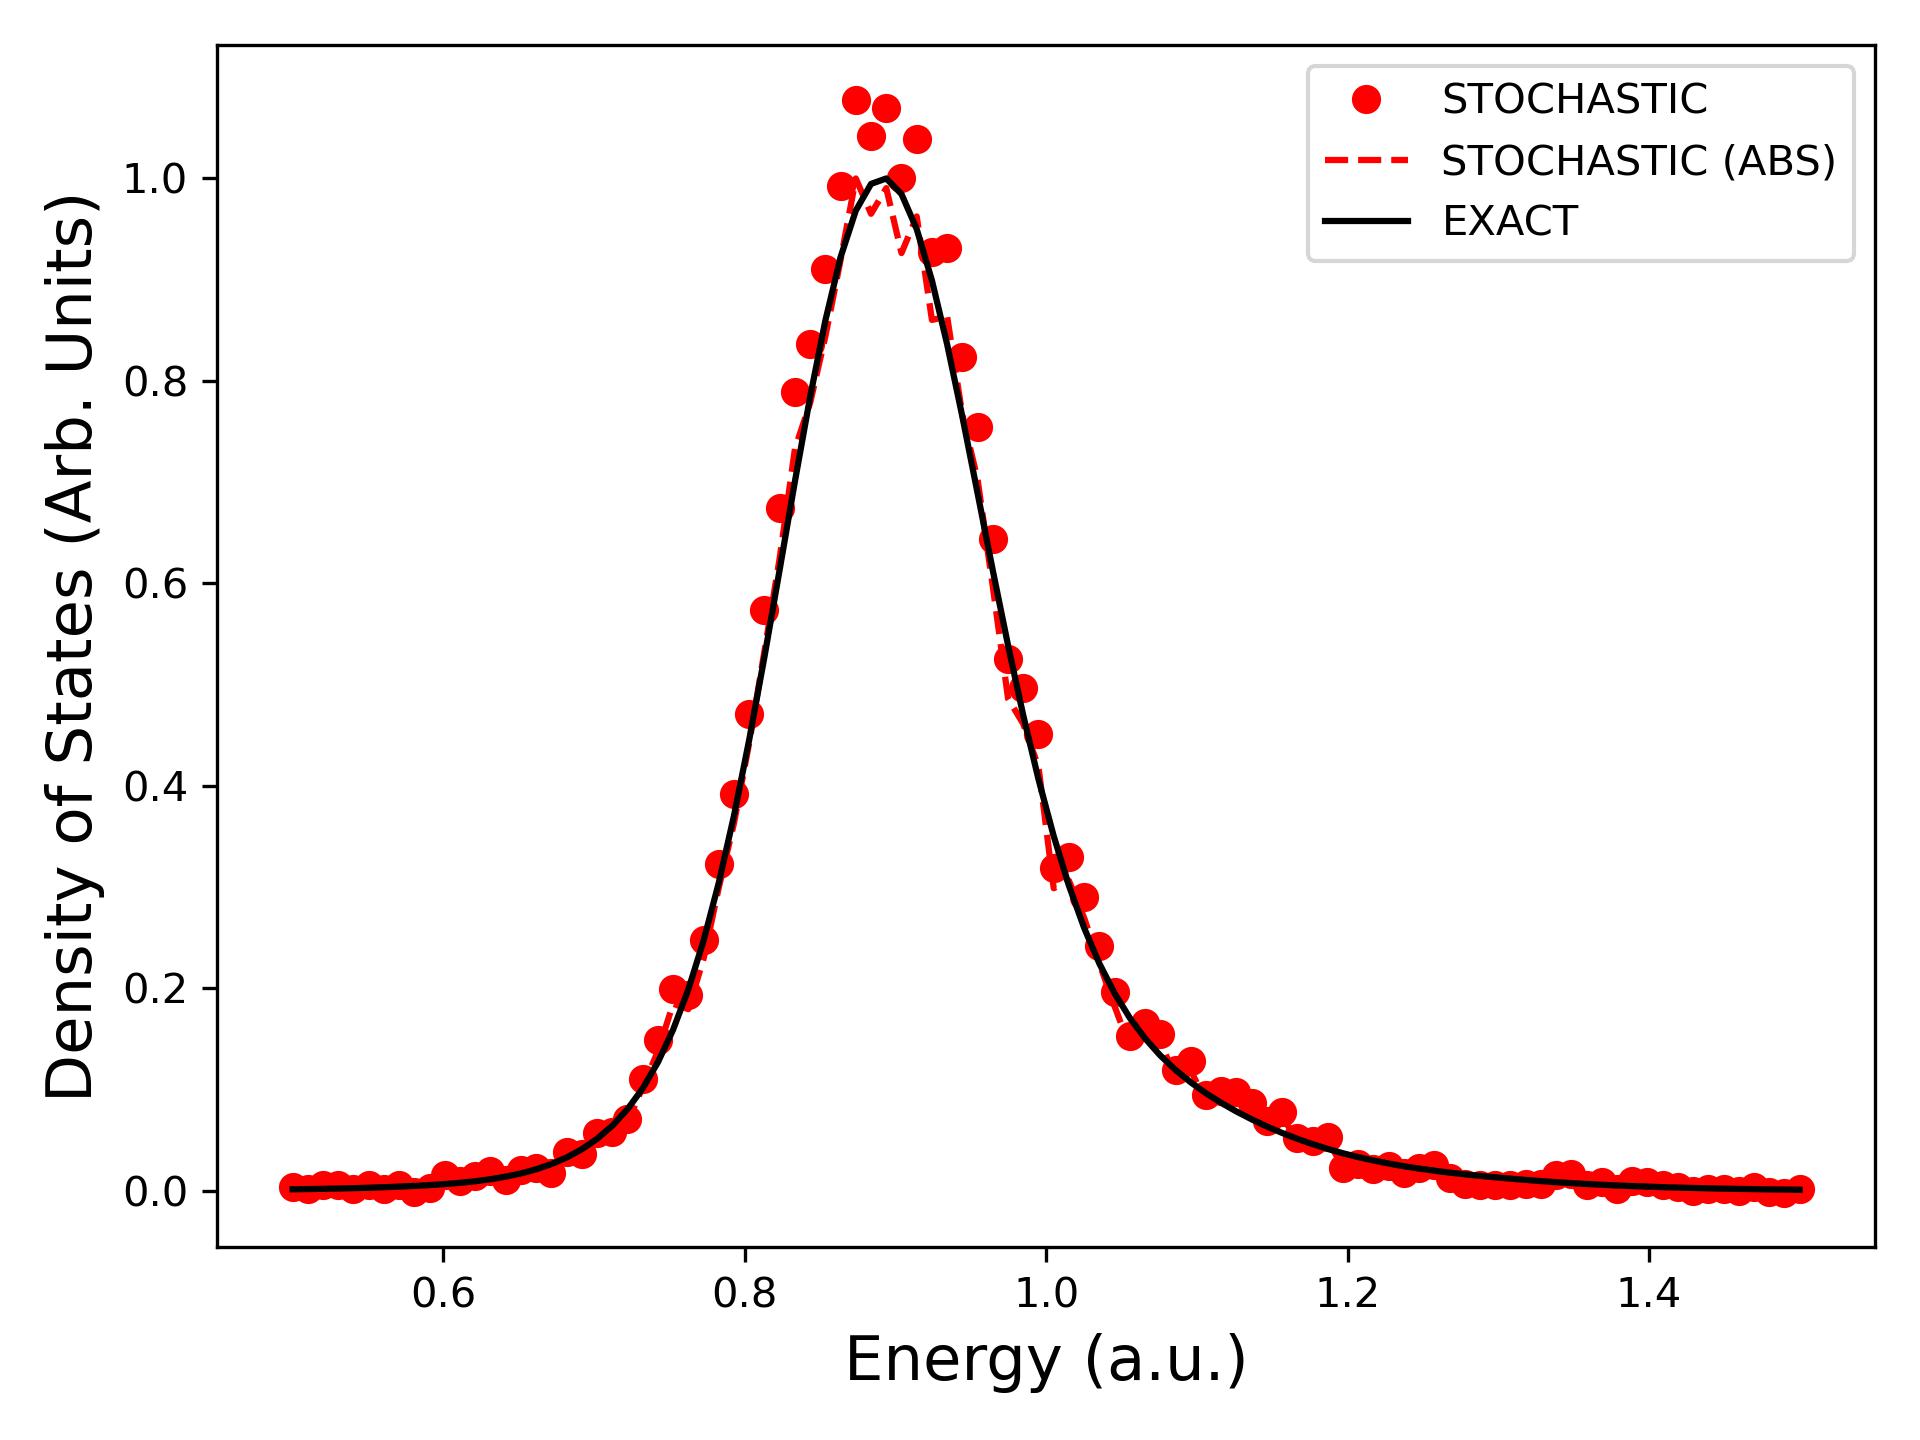 STOCHASTIC
STOCHASTIC (ABS)
EXACT
Density of States (Arb. Units)
1.0
0.8
0.6
0.4
0.2
0.0
0.6 0.8 1.0 1.2 1.4
Energy (a.u.)